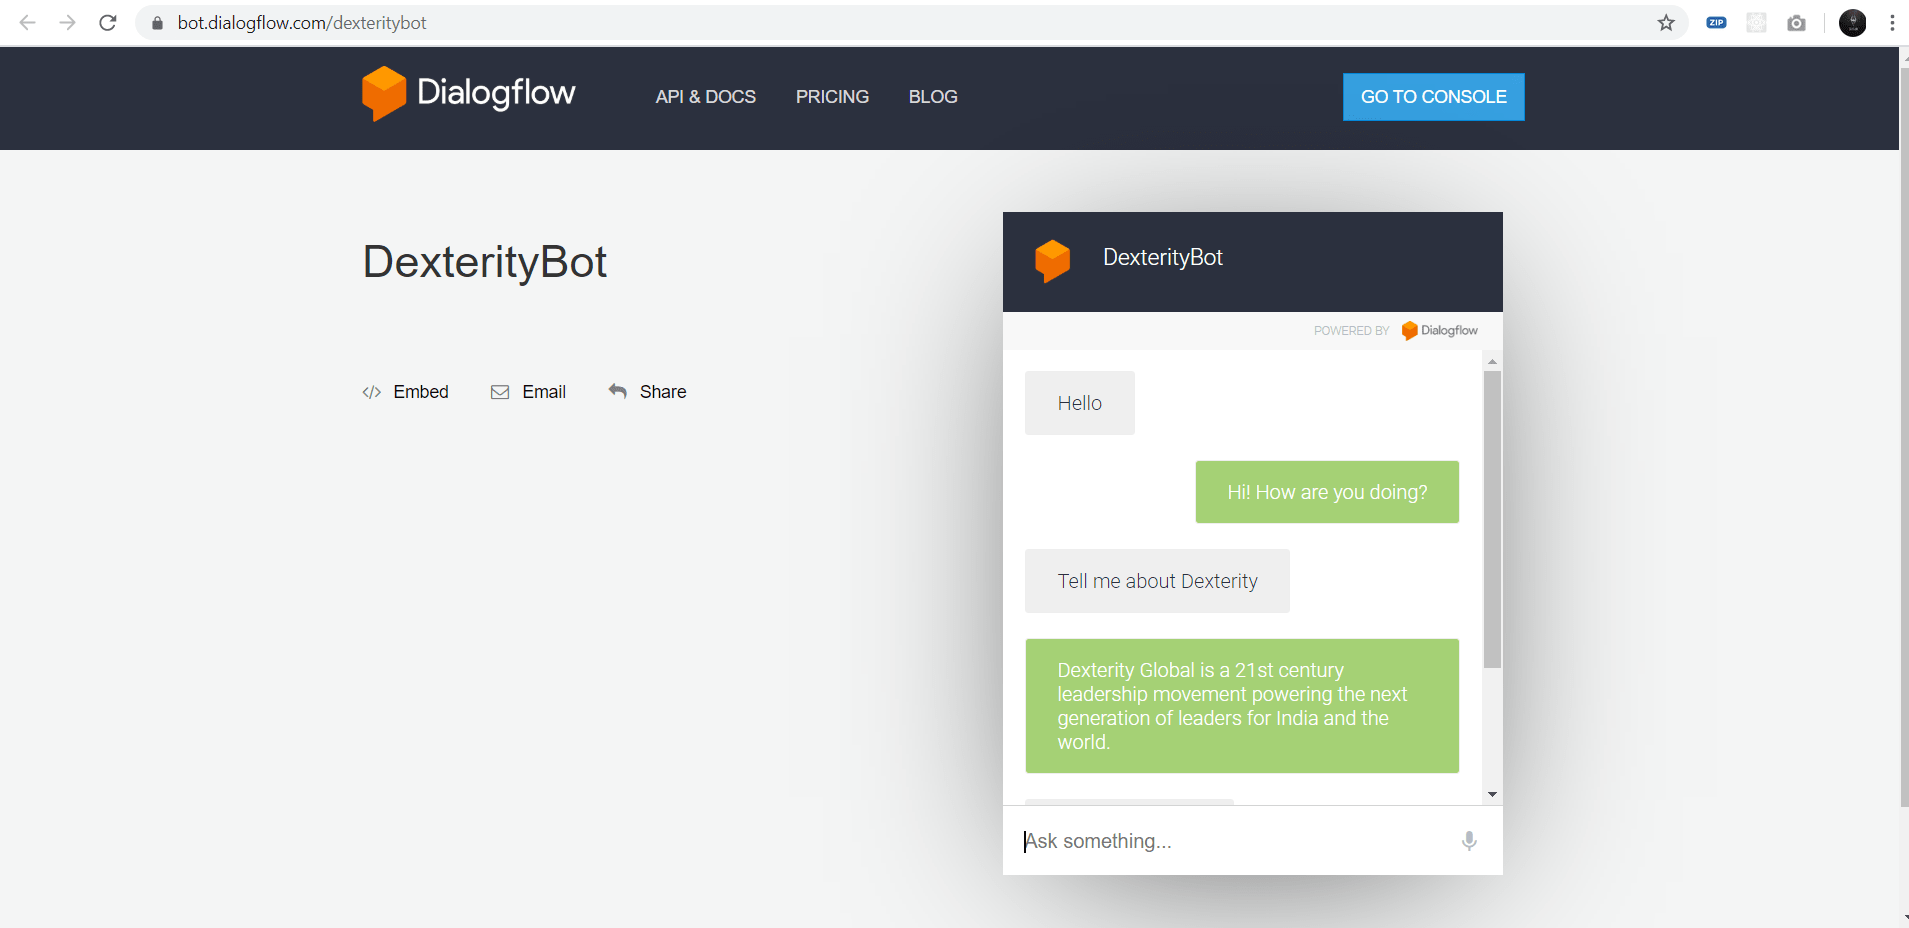 bot.dialogflow.com/dexteritybot
ZIP
Dialogflow
API & DOCS
PRICING
BLOG
GO TO CONSOLE
DexterityBot
</> Embed
Email
Share
DexterityBot
POWERED BY Dialogflow
Hello
Hi! How are you doing?
Tell me about Dexterity
Dexterity Global is a 21st century
leadership movement powering the next
generation of leaders for India and the
world.
Ask something...